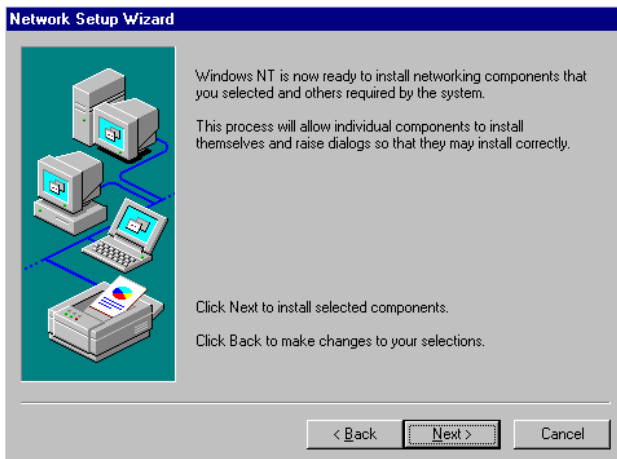 Network Setup Wizard
Windows NT is now ready to install networking components that
you selected and others required by the system.
This process will allow individual components to install
themselves and raise dialogs so that they may install correctly.
Click Next to install selected components.
Click Back to make changes to your selections.
< Back
Next >
Cancel